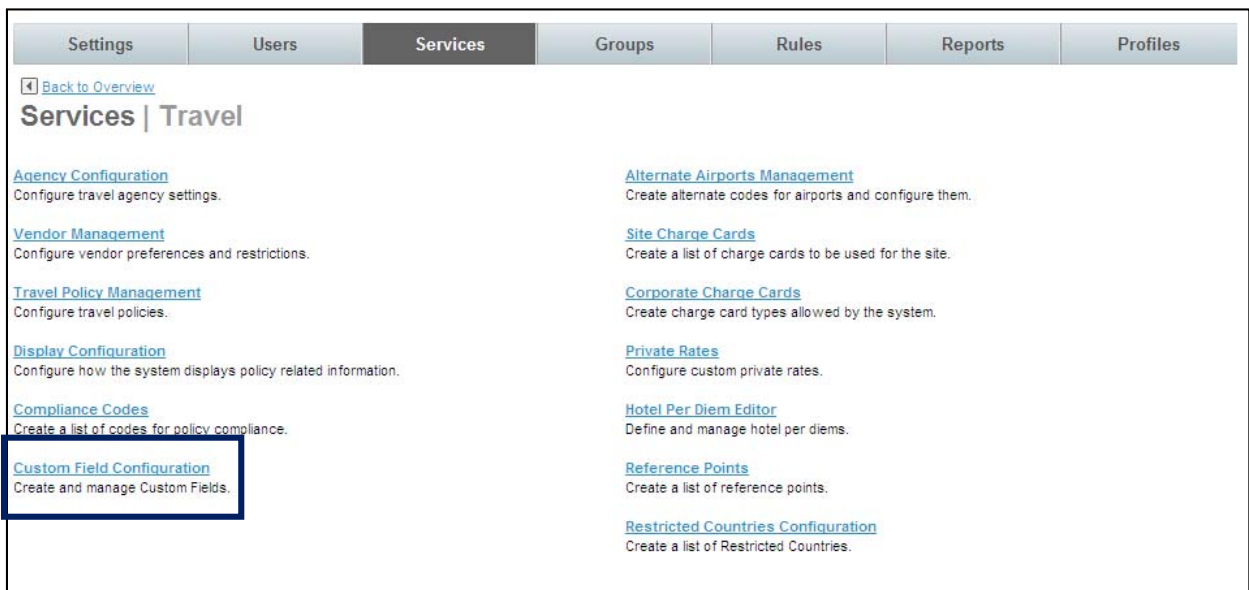 Settings Users Services Groups Rules Reports Profiles
Back to Overview
Services | Travel
Agency Configuration
Configure travel agency settings.
Vendor Management
Configure vendor preferences and restrictions.
Travel Policy Management
Configure travel policies.
Display Configuration
Configure how the system displays policy related information.
Compliance Codes
Create a list of codes for policy compliance.
Custom Field Configuration
Create and manage Custom Fields.
Alternate Airports Management
Create alternate codes for airports and configure them.
Site Charge Cards
Create a list of charge cards to be used for the site.
Corporate Charge Cards
Create charge card types allowed by the system.
Private Rates
Configure custom private rates.
Hotel Per Diem Editor
Define and manage hotel per diems.
Reference Points
Create a list of reference points.
Restricted Countries Configuration
Create a list of Restricted Countries.